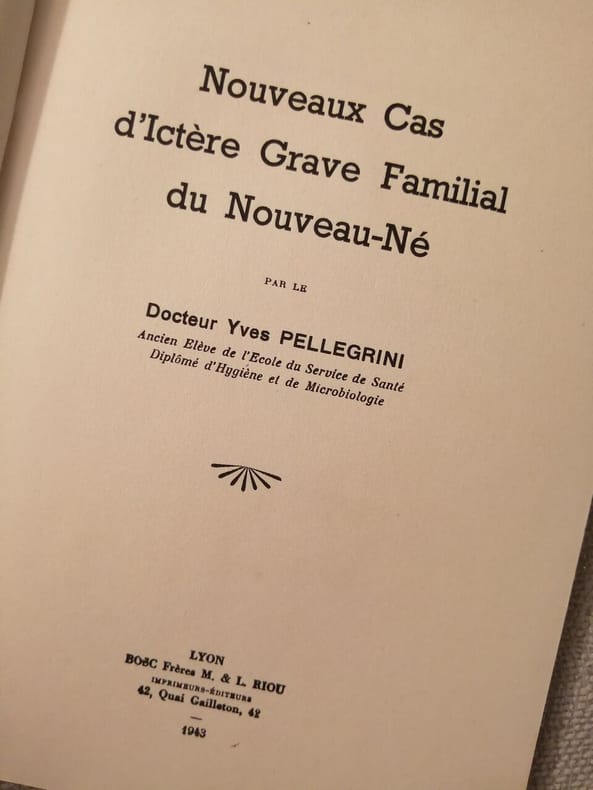 Nouveaux Cas
d'Ictère Grave Familial
du Nouveau-Né
PAR LE
Docteur Yves PELLEGRINI
Ancien Elève de l'Ecole du Service de Santé
Diplômé d'Hygiène et de Microbiologie
LYON
BOSC Frères M. & L. RIOU
IMPRIMEURS-ÉDITEURS
42, Quai Gailleton, 42
1943